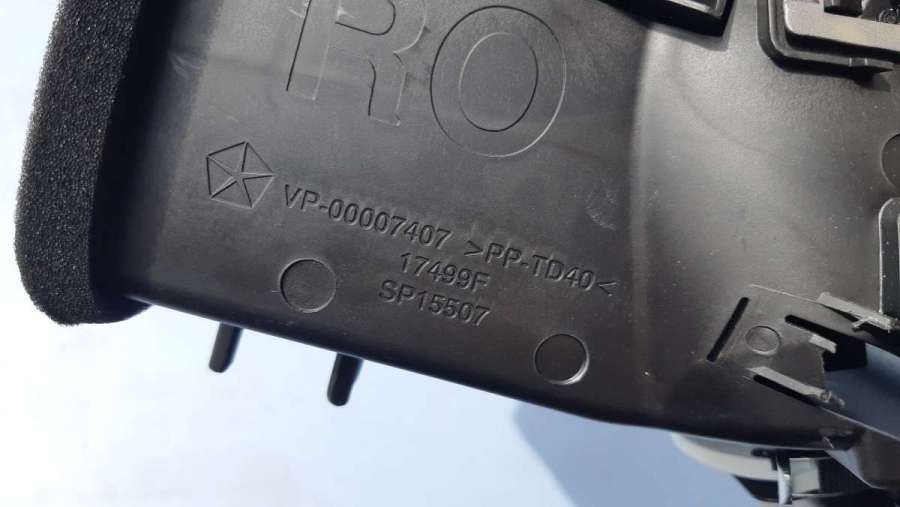 RO
VP-00007407 >PP-TD40<
17499F
SP15507